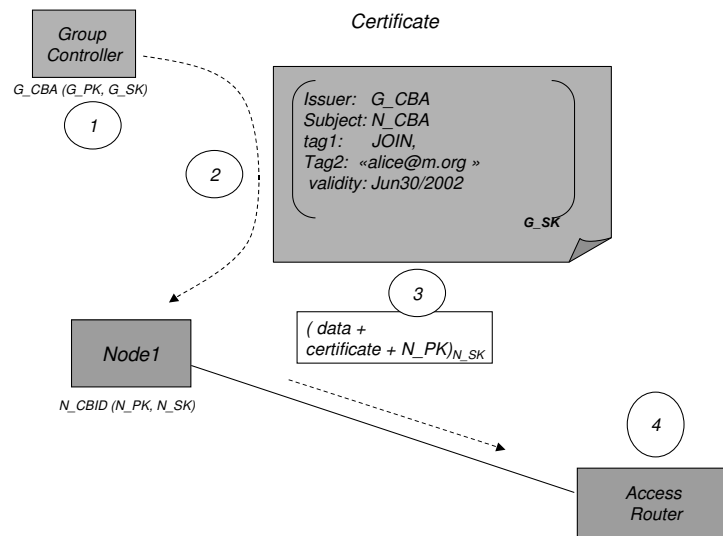 Group
Controller
G_CBA (G_PK, G_SK)
1
Certificate
2
Issuer: G_CBA
Subject: N_CBA
tag1: JOIN,
Tag2: «alice@m.org »
validity: Jun30/2002
G_SK
3
( data +
certificate + N_PK)N_SK
Node1
N_CBID (N_PK, N_SK)
4
Access
Router